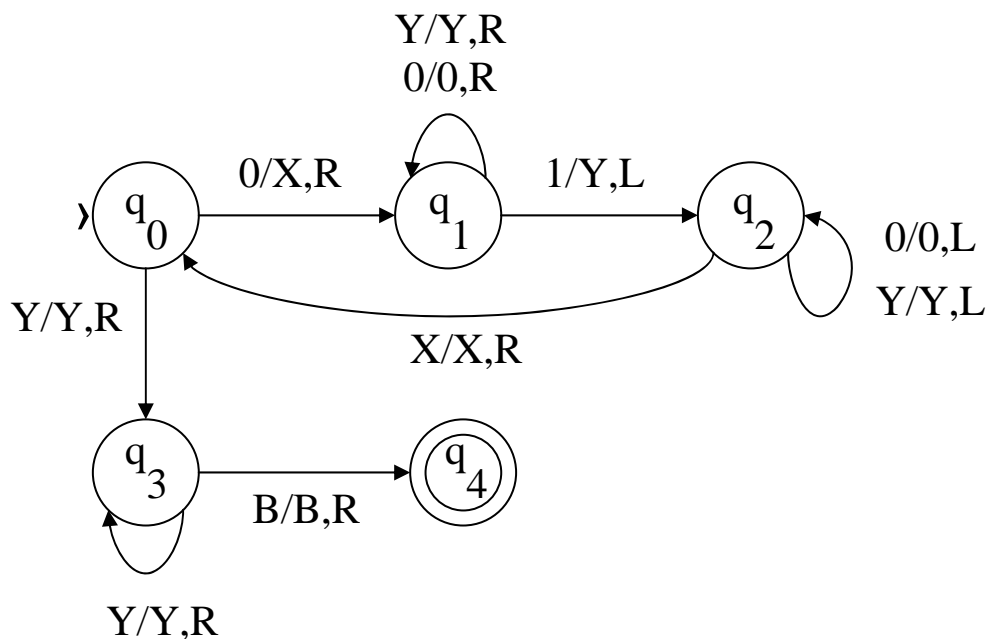 Y/Y,R
0/0,R
0/X,R
1/Y,L
q0
q1
q2
0/0,L
Y/Y,L
Y/Y,R
X/X,R
q3
q4
B/B,R
Y/Y,R